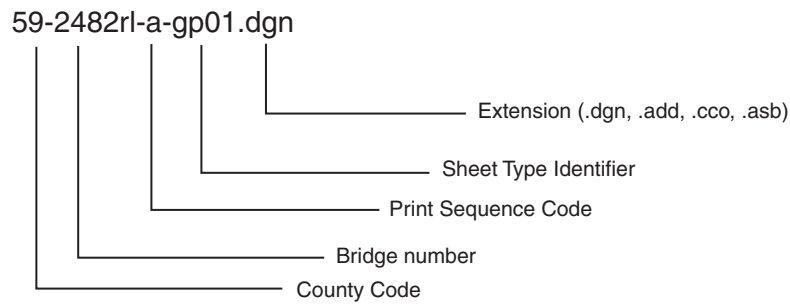 59-2482rl-a-gp01.dgn
Extension (.dgn, .add, .cco, .asb)
Sheet Type Identifier
Print Sequence Code
Bridge number
County Code